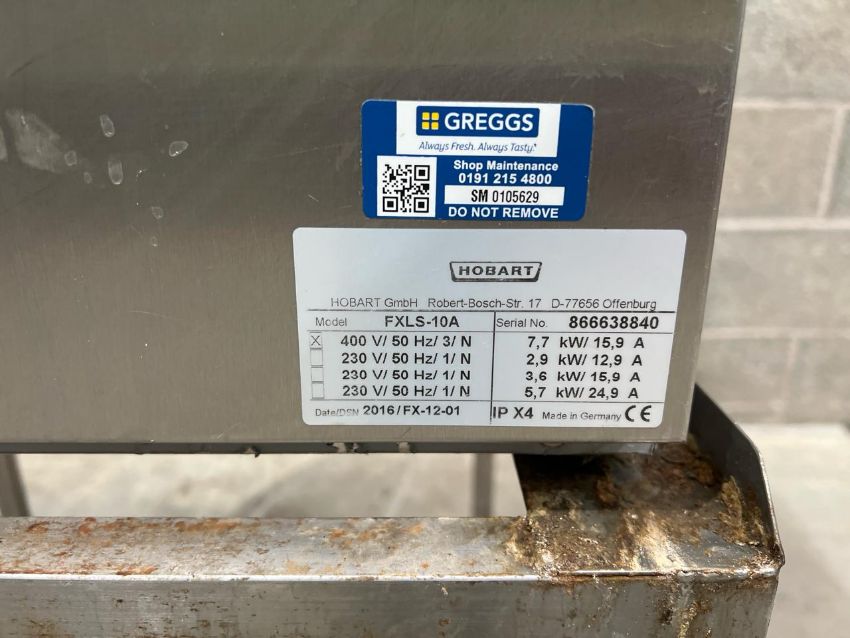 GREGGS
Always Fresh. Always Tasty.
Shop Maintenance
0191 215 4800
SM 0105629
DO NOT REMOVE
HOBART
HOBART GmbH Robert-Bosch-Str. 17 D-77656 Offenburg
Model FXLS-10A Serial No. 866638840
X 400 V/ 50 Hz/ 3/ N 7,7 kW/ 15,9 A
230 V/ 50 Hz/ 1/ N 2,9 kW/ 12,9 A
230 V/ 50 Hz/ 1/ N 3,6 kW/ 15,9 A
230 V/ 50 Hz/ 1/ N 5,7 kW/ 24,9 A
Date/DSN 2016/FX-12-01 IP X4 Made in Germany CE